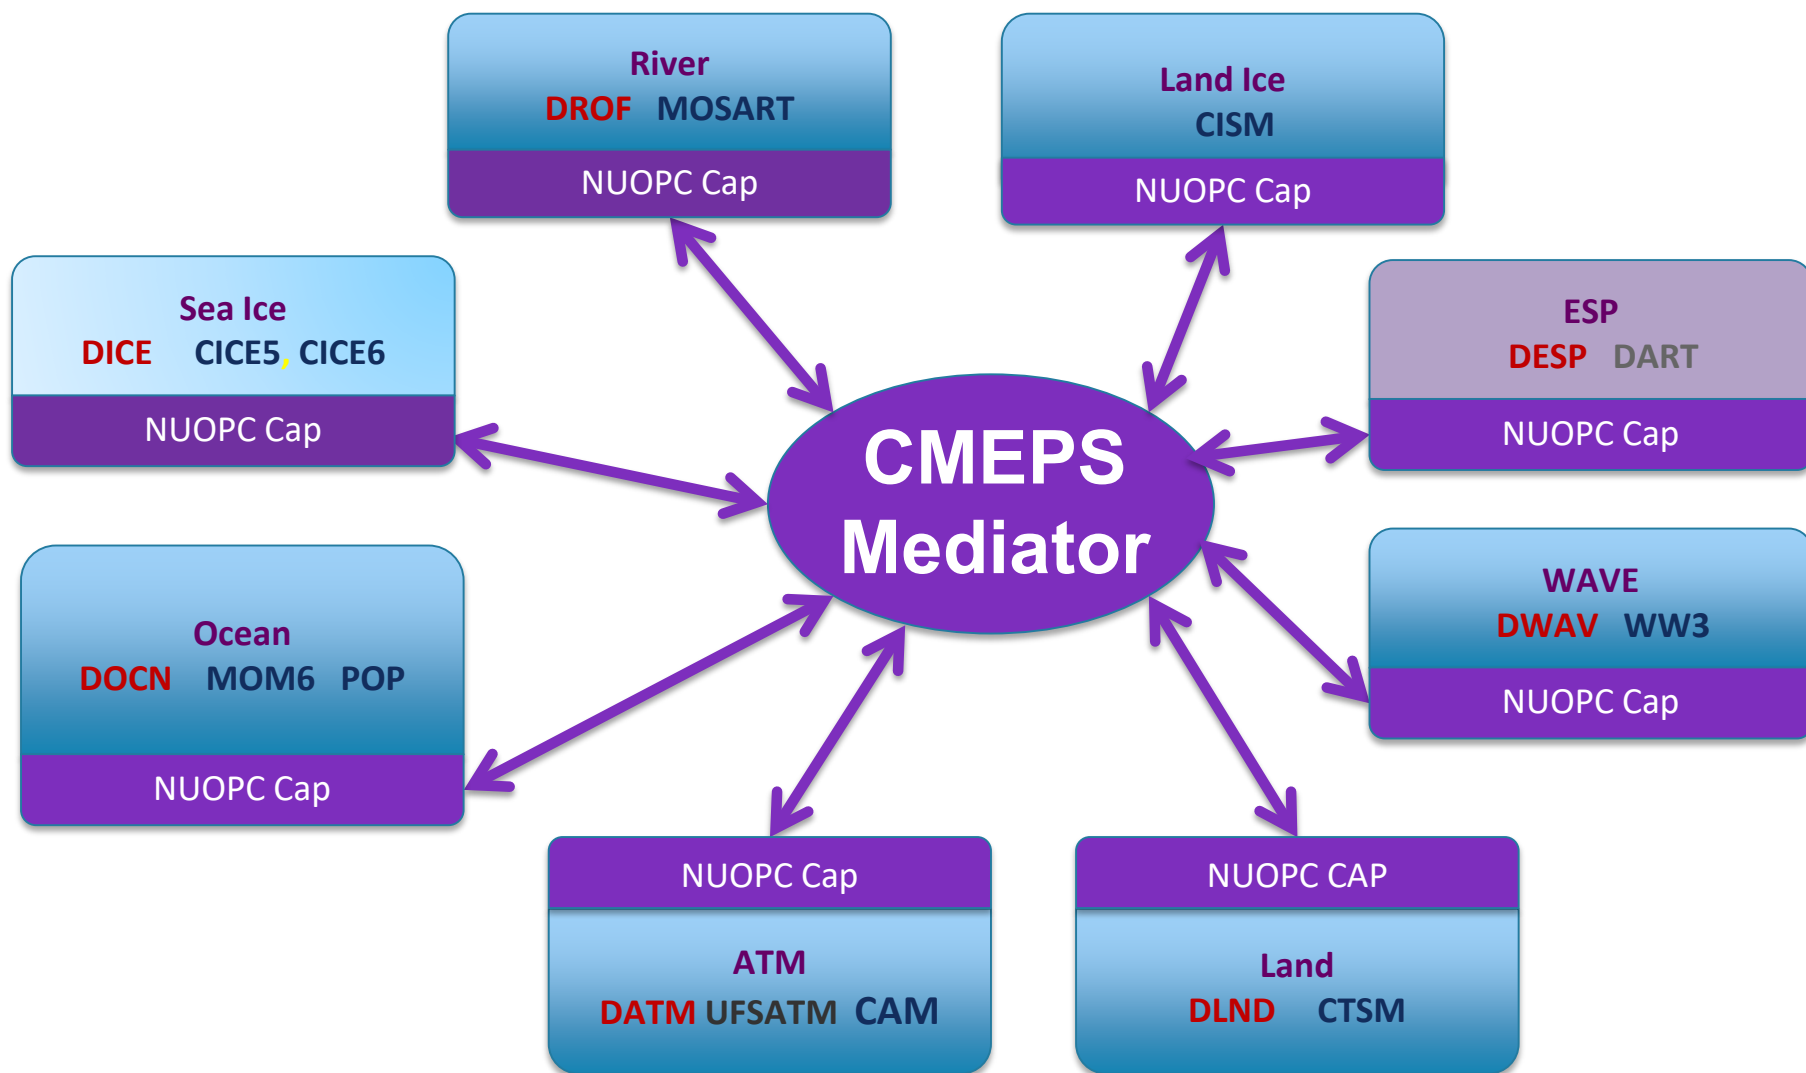 River
DROF MOSART
NUOPC Cap
Land Ice
CISM
NUOPC Cap
Sea Ice
DICE CICE5, CICE6
NUOPC Cap
ESP
DESP DART
NUOPC Cap
CMEPS
Mediator
Ocean
DOCN MOM6 POP
NUOPC Cap
WAVE
DWAV WW3
NUOPC Cap
NUOPC Cap
ATM
DATM UFSATM CAM
NUOPC CAP
Land
DLND CTSM